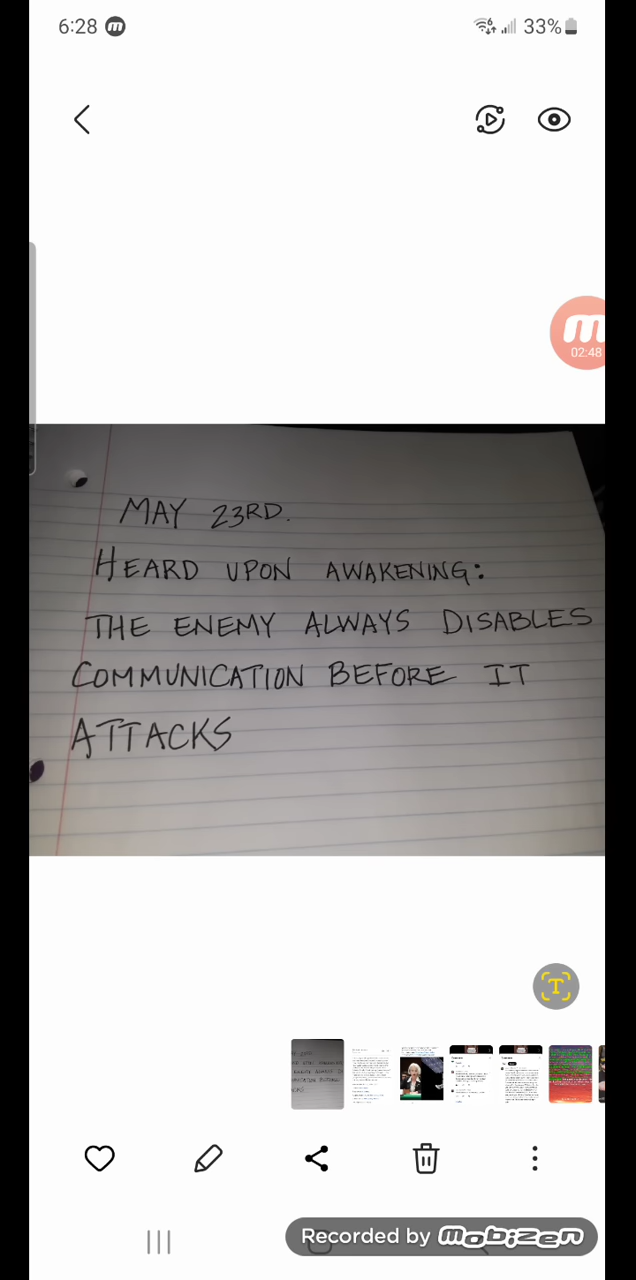 6:28 m 33%
m
02:48
MAY 23RD.
HEARD UPON AWAKENING:
THE ENEMY ALWAYS DISABLES
COMMUNICATION BEFORE IT
ATTACKS
T
Recorded by mobizen